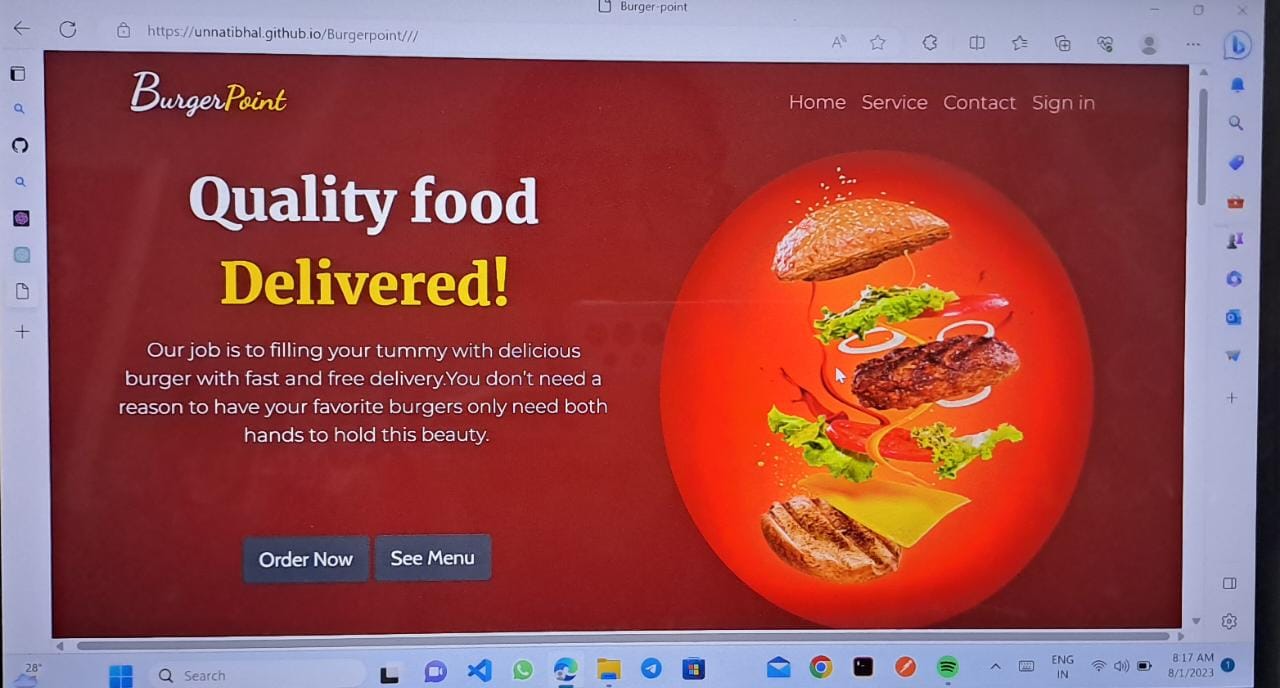 Burger-point
https://unnatibhal.github.io/Burgerpoint///
BurgerPoint
Home Service Contact Sign in
Quality food
Delivered!
Our job is to filling your tummy with delicious
burger with fast and free delivery.You don't need a
reason to have your favorite burgers only need both
hands to hold this beauty.
Order Now See Menu
28°
Search
ENG
IN
8:17 AM
8/1/2023
1